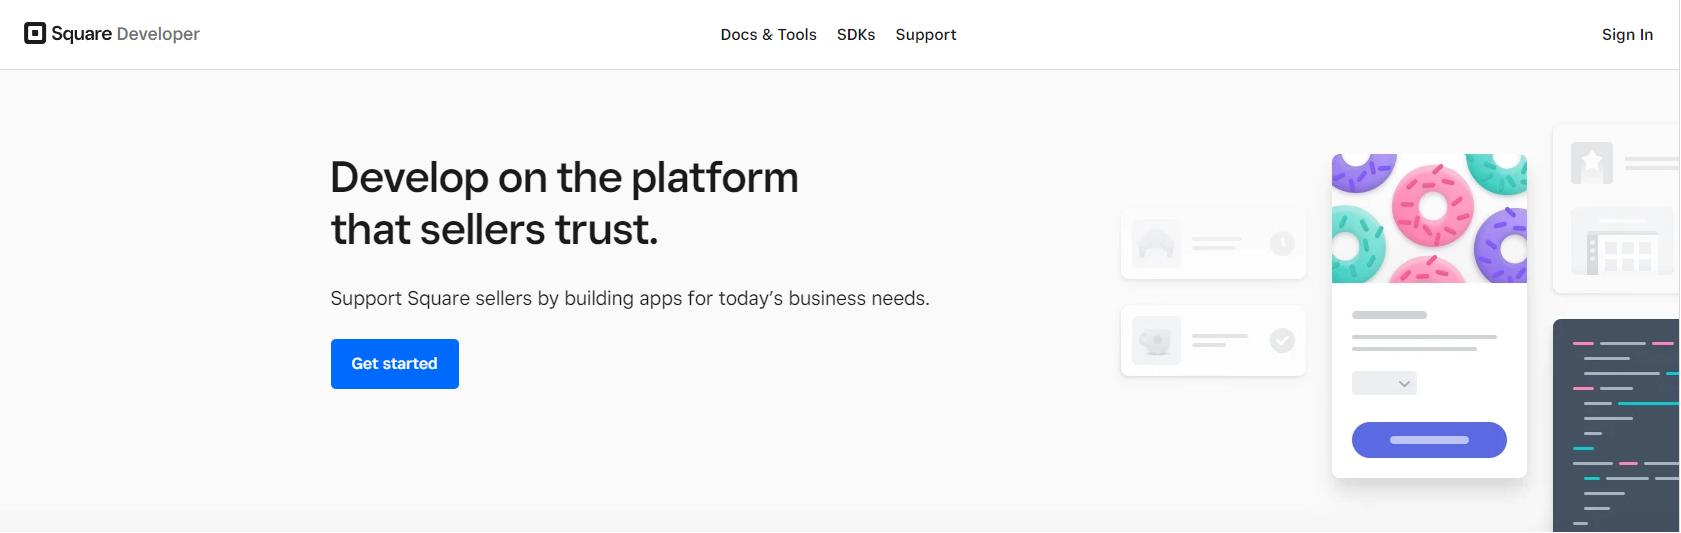 Square Developer
Docs & Tools
SDKs
Support
Sign In
Develop on the platform
that sellers trust.
Support Square sellers by building apps for today’s business needs.
Get started